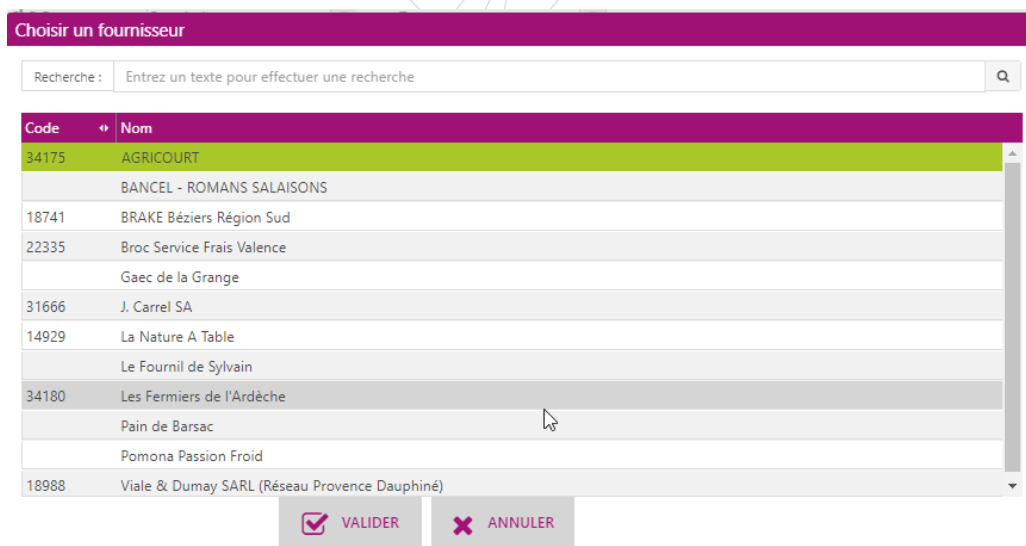 Choisir un fournisseur
Recherche : Entrez un texte pour effectuer une recherche
Code Nom
34175 AGRICOURT
BANCEL - ROMANS SALAISONS
18741 BRAKE Béziers Région Sud
22335 Broc Service Frais Valence
Gaec de la Grange
31666 J. Carrel SA
14929 La Nature A Table
Le Fournil de Sylvain
34180 Les Fermiers de l'Ardèche
Pain de Barsac
Pomona Passion Froid
18988 Viale & Dumay SARL (Réseau Provence Dauphiné)
VALIDER ANNULER